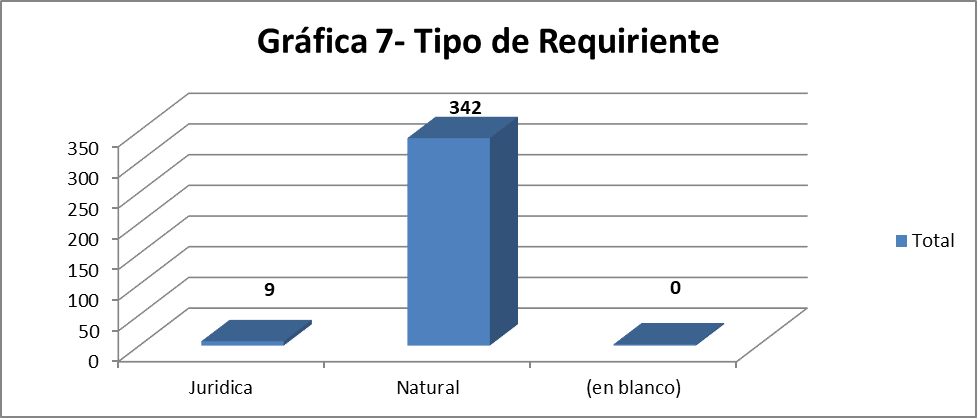 Gráfica 7- Tipo de Requiriente
342
350
300
250
200
150
100
50
0
9
0
Juridica
Natural
(en blanco)
Total